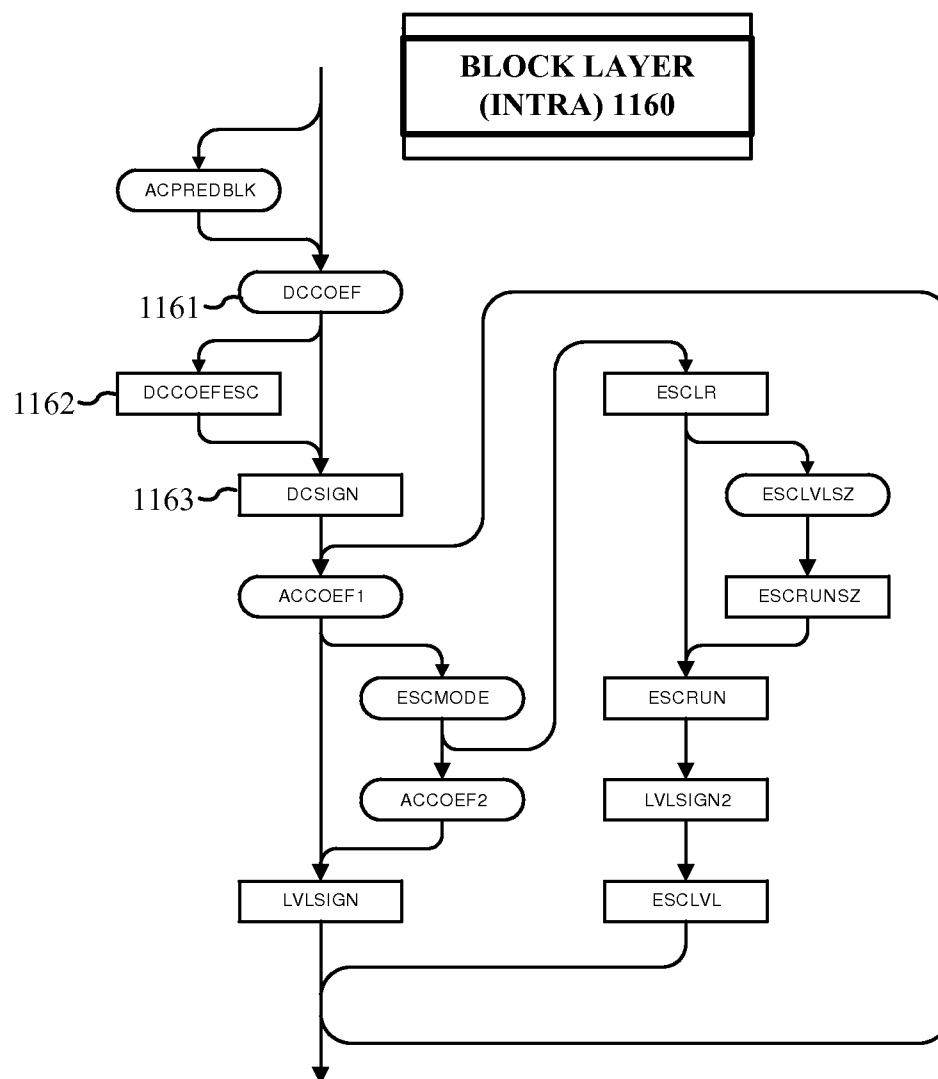 BLOCK LAYER
(INTRA) 1160
ACPREDBLK
DCCOEF
1161
DCCOEFESC
1162
ESCLR
DCSIGN
1163
ESCLVLSZ
ACCOEF1
ESCRUNSZ
ESCMODE
ESCRUN
ACCOEF2
LVLSIGN2
LVLSIGN
ESCLVL